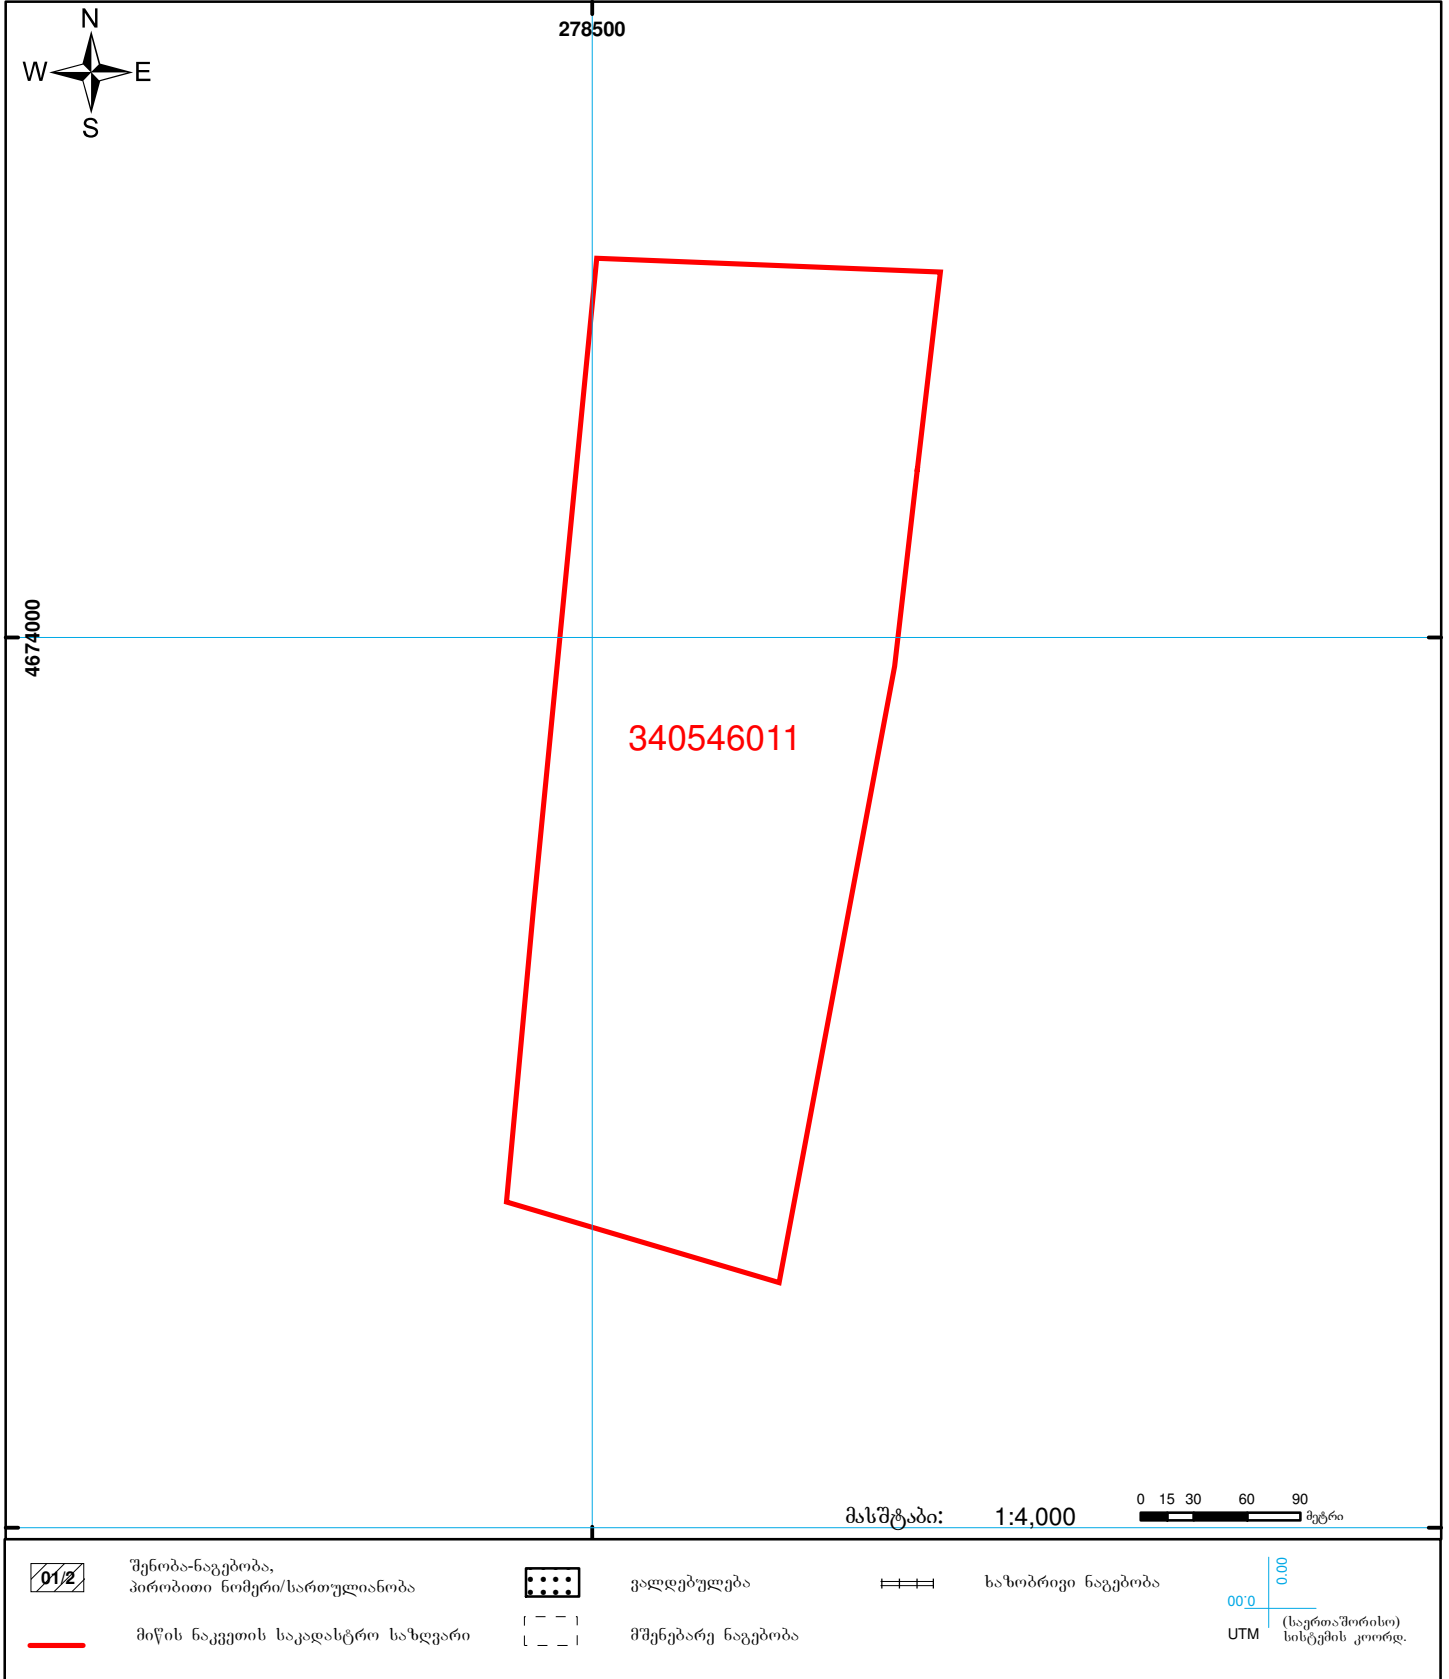 N
W E
S
278500
4674000
340546011
მასშტაბი: 1:4,000
0 15 30 60 90
მეტრი
01/2
შენობა-ნაგებობა,
პირობითი ნომერი/სართულიანობა
ვალდებულება
ხაზობრივი ნაგებობა
მიწის ნაკვეთის საკადასტრო საზღვარი
მშენებარე ნაგებობა
00.0
00.0
UTM
(საერთაშორისო)
სისტემის კოორდ.